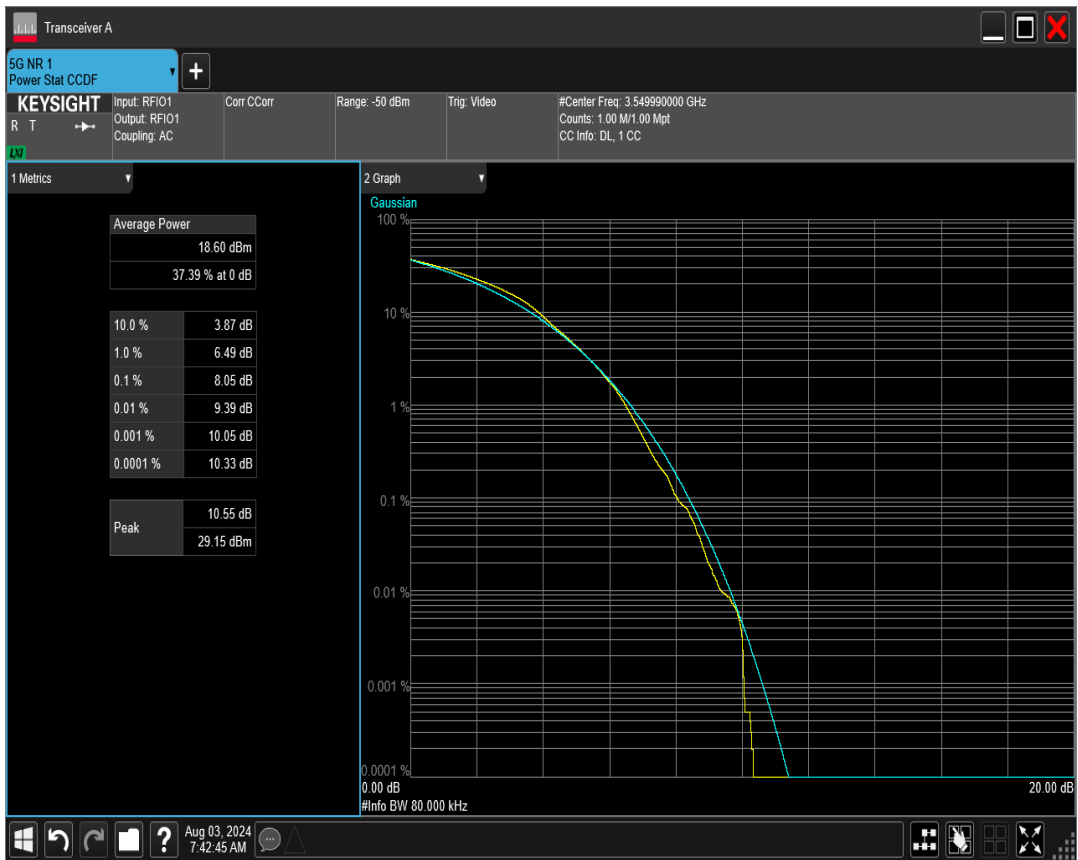 Transceiver A
5G NR 1
Power Stat CCDF
+
KEYSIGHT
R T
LXI
Input: RFIO1
Output: RFIO1
Coupling: AC
Corr CCorr
Range: -50 dBm
Trig: Video
#Center Freq: 3.549990000 GHz
Counts: 1.00 M/1.00 Mpt
CC Info: DL, 1 CC
1 Metrics
Average Power
18.60 dBm
37.39 % at 0 dB
10.0 % 3.87 dB
1.0 % 6.49 dB
0.1 % 8.05 dB
0.01 % 9.39 dB
0.001 % 10.05 dB
0.0001 % 10.33 dB
Peak
10.55 dB
29.15 dBm
2 Graph
Gaussian
100 %
10 %
1 %
0.1 %
0.01 %
0.001 %
0.0001 %
0.00 dB 20.00 dB
#Info BW 80.000 kHz
?
Aug 03, 2024
7:42:45 AM